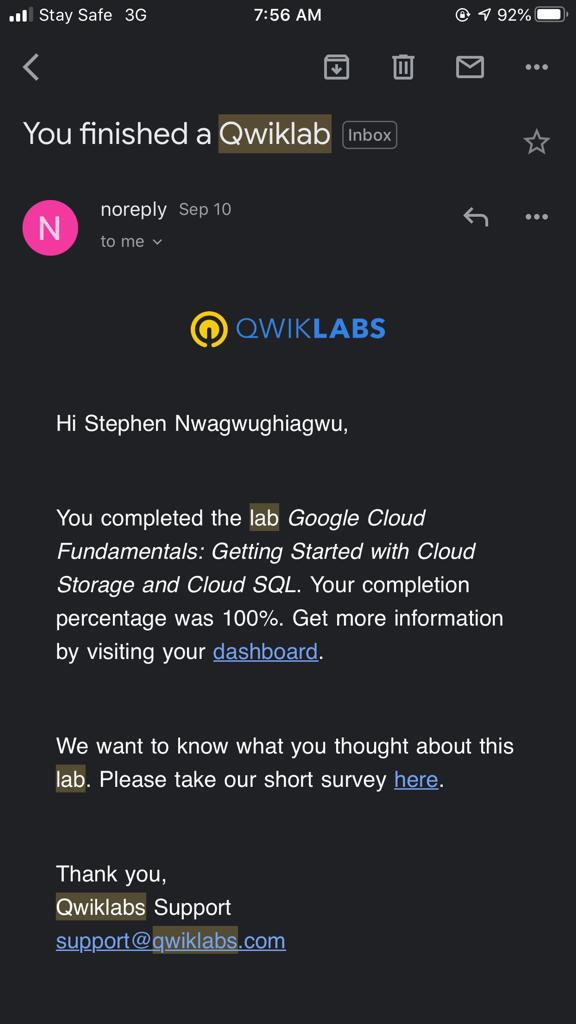 Stay Safe 3G 7:56 AM 92%
You finished a Qwiklab Inbox
N
noreply Sep 10
to me
QWIKLABS
Hi Stephen Nwagwughiagwu,
You completed the lab Google Cloud
Fundamentals: Getting Started with Cloud
Storage and Cloud SQL. Your completion
percentage was 100%. Get more information
by visiting your dashboard.
We want to know what you thought about this
lab. Please take our short survey here.
Thank you,
Qwiklabs Support
support@qwiklabs.com